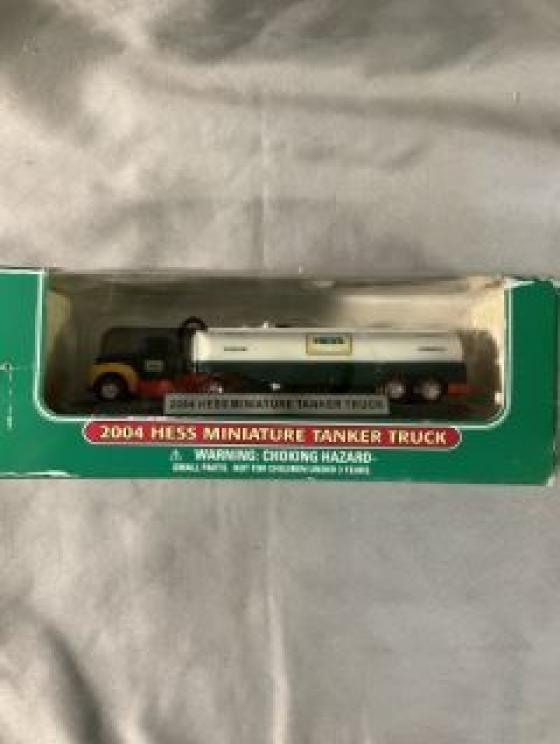 HESS
2004 HESS MINIATURE TANKER TRUCK
2004 HESS MINIATURE TANKER TRUCK
⚠ WARNING: CHOKING HAZARD-
SMALL PARTS. NOT FOR CHILDREN UNDER 3 YEARS.